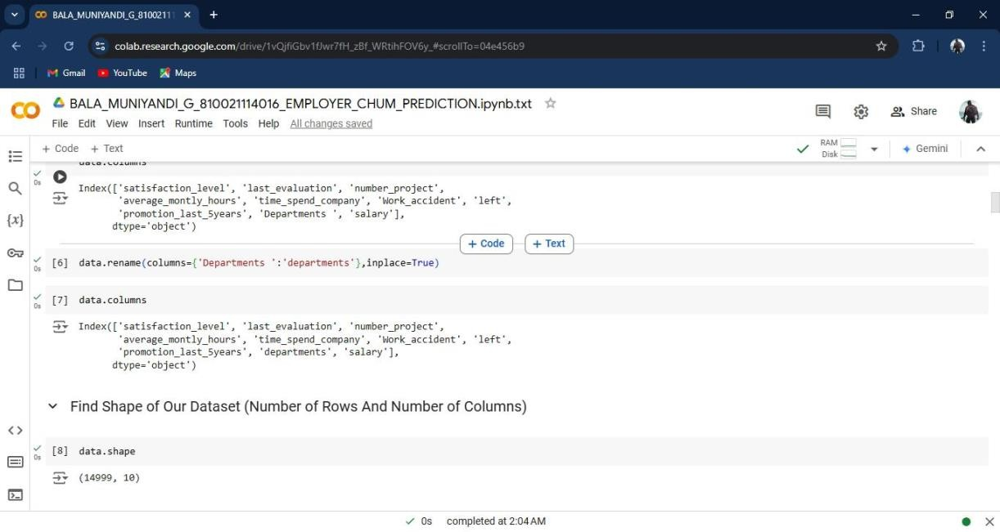 BALA_MUNIYANDI_G_8100211
colab.research.google.com/drive/1vQjfiGbv1fJwr7fH_zBf_WRtihFOV6y_#scrollTo=04e456b9
Gmail YouTube Maps
BALA_MUNIYANDI_G_810021114016_EMPLOYER_CHUM_PREDICTION.ipynb.txt
File Edit View Insert Runtime Tools Help All changes saved
Share
+ Code + Text
RAM
Disk
Gemini
data.columns
0s
Index(['satisfaction_level', 'last_evaluation', 'number_project',
'average_montly_hours', 'time_spend_company', 'Work_accident', 'left',
'promotion_last_5years', 'Departments ', 'salary'],
dtype='object')
+ Code + Text
0s [6] data.rename(columns={'Departments ':'departments'},inplace=True)
0s [7] data.columns
Index(['satisfaction_level', 'last_evaluation', 'number_project',
'average_montly_hours', 'time_spend_company', 'Work_accident', 'left',
'promotion_last_5years', 'departments', 'salary'],
dtype='object')
Find Shape of Our Dataset (Number of Rows And Number of Columns)
0s [8] data.shape
(14999, 10)
0s completed at 2:04 AM